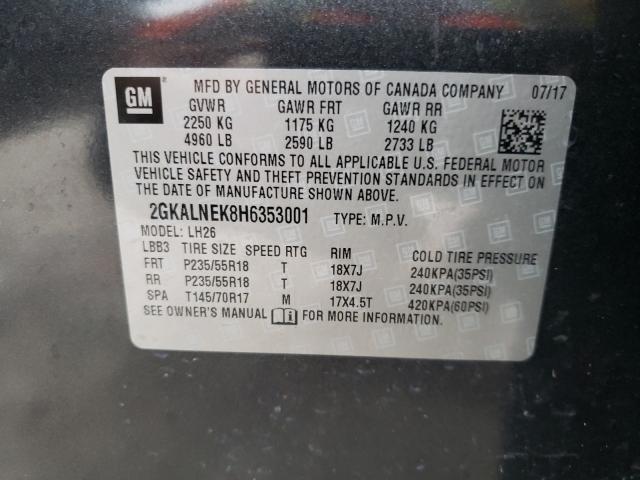 GM
MFD BY GENERAL MOTORS OF CANADA COMPANY 07/17
GVWR GAWR FRT GAWR RR
2250 KG 1175 KG 1240 KG
4960 LB 2590 LB 2733 LB
THIS VEHICLE CONFORMS TO ALL APPLICABLE U.S. FEDERAL MOTOR
VEHICLE SAFETY AND THEFT PREVENTION STANDARDS IN EFFECT ON THE
DATE OF MANUFACTURE SHOWN ABOVE.
2GKALNEK8H6353001 TYPE: M.P.V.
MODEL: LH26
LBB3 TIRE SIZE SPEED RTG RIM COLD TIRE PRESSURE
FRT P235/55R18 T 18X7J 240KPA(35PSI)
RR P235/55R18 T 18X7J 240KPA(35PSI)
SPA T145/70R17 M 17X4.5T 420KPA(60PSI)
SEE OWNER'S MANUAL FOR MORE INFORMATION.